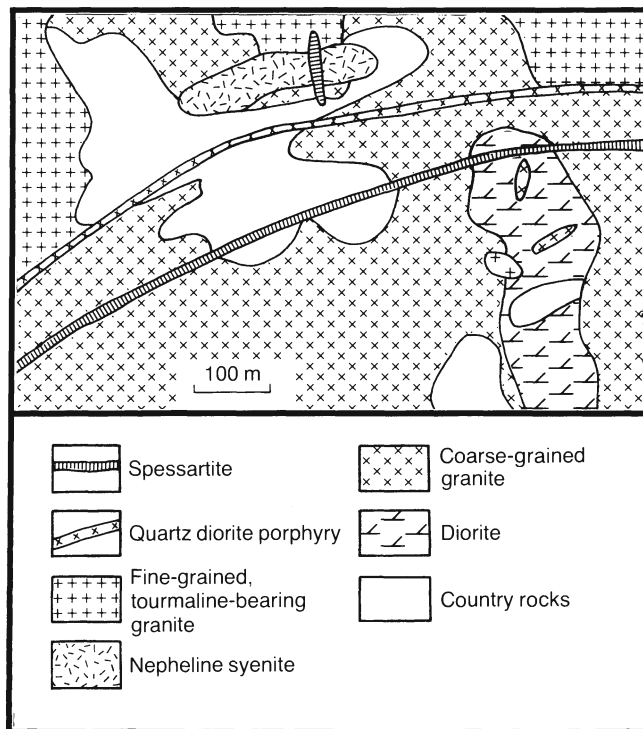 100 m
Spessartite
Quartz diorite porphyry
Fine-grained,
tourmaline-bearing
granite
Nepheline syenite
Coarse-grained
granite
Diorite
Country rocks